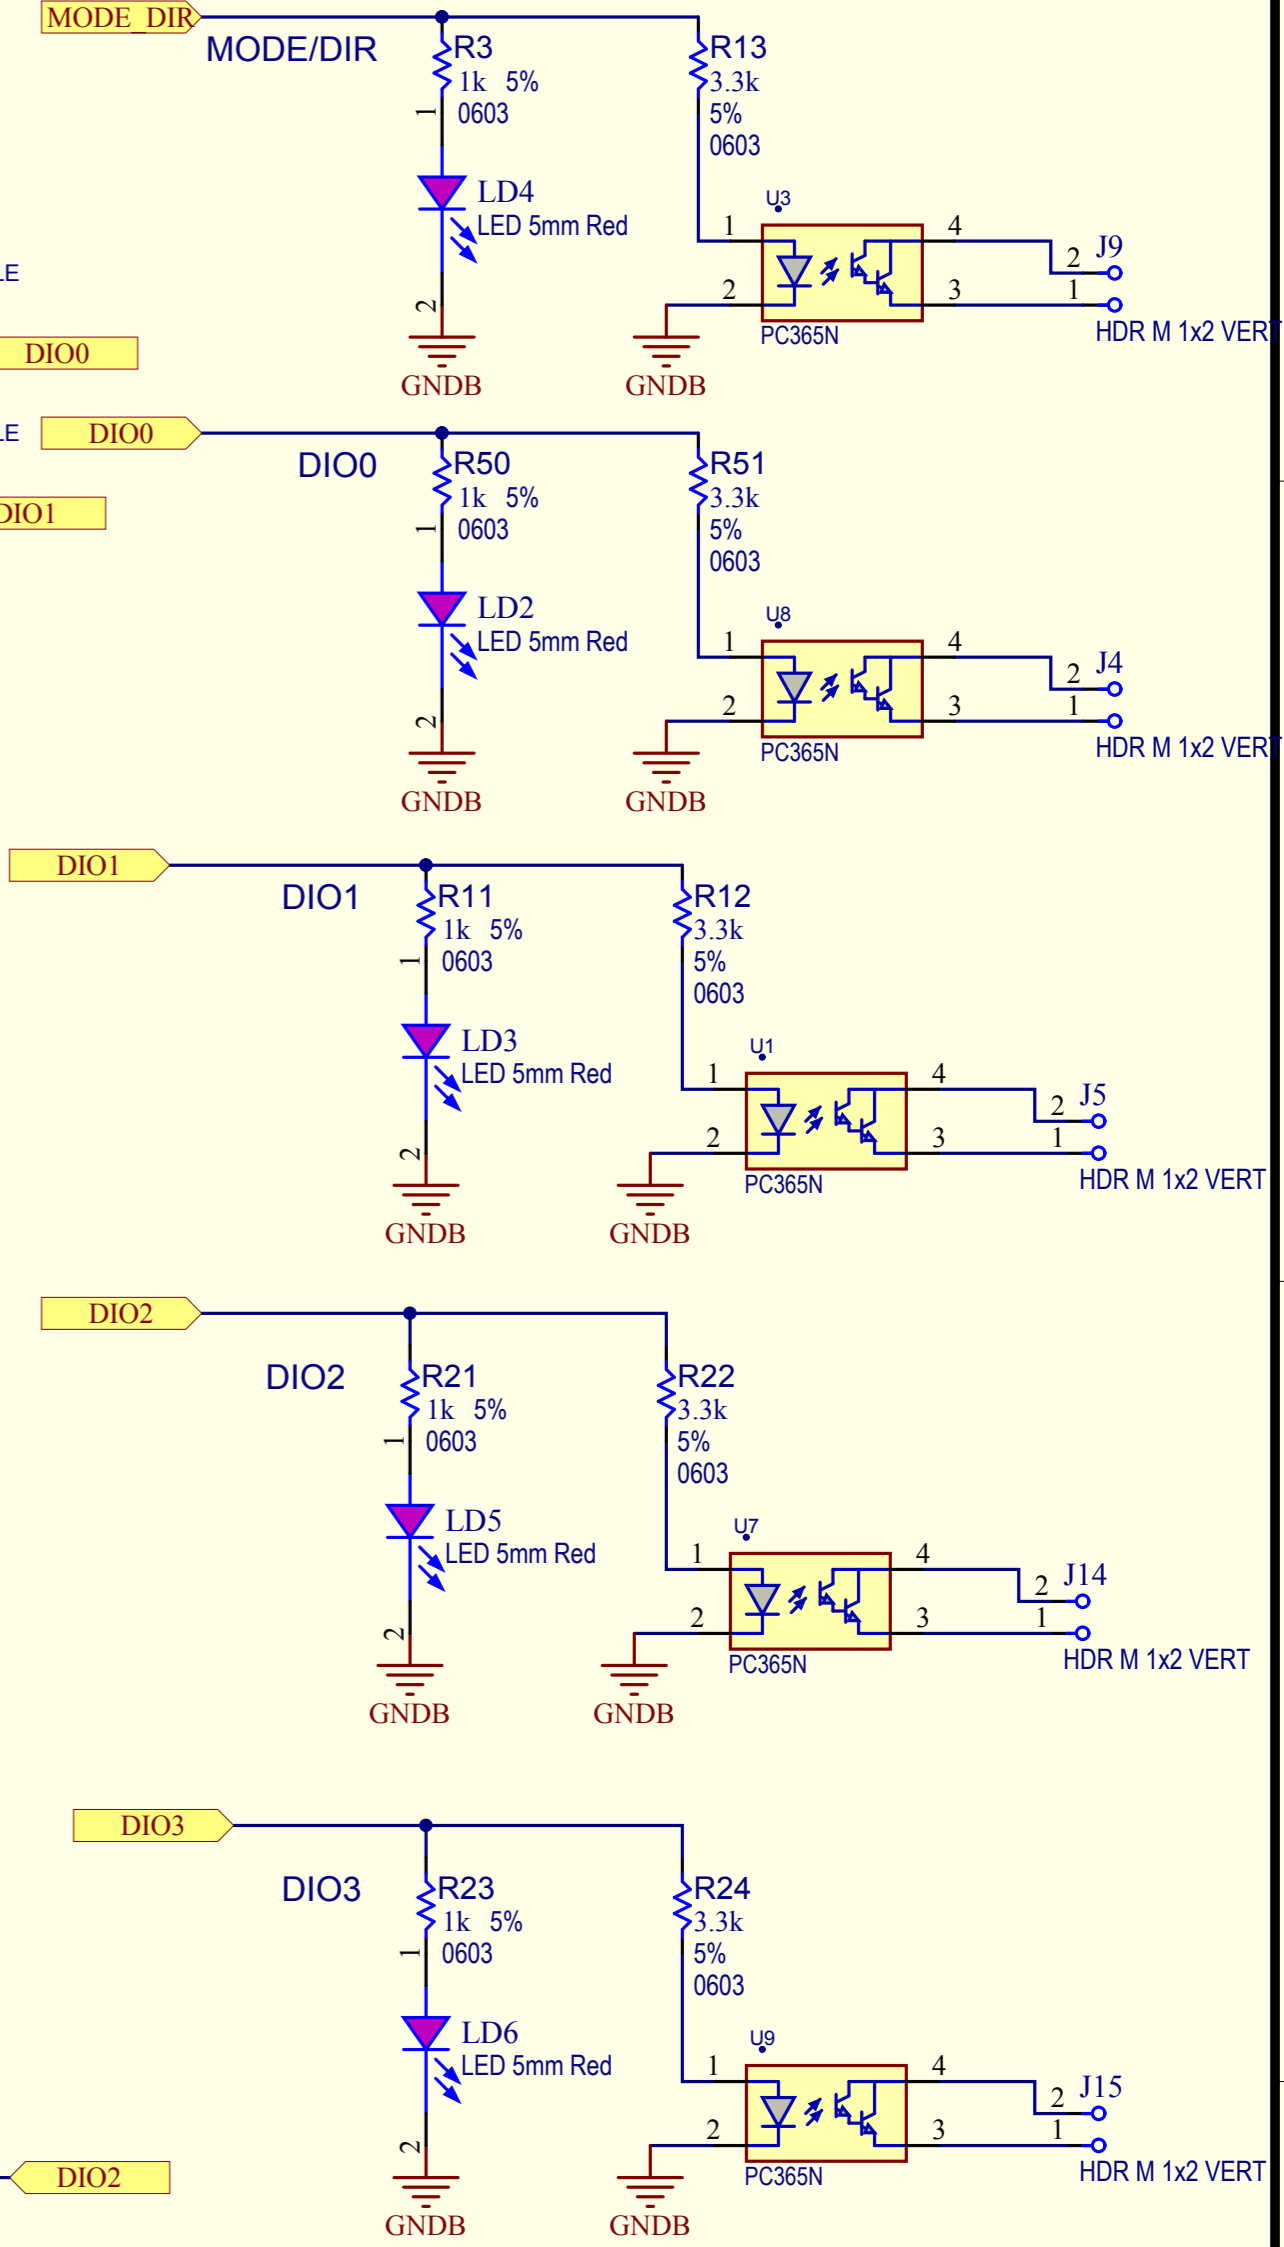 MODE_DIR
MODE/DIR
R3
1k 5%
0603
1
LD4
LED 5mm Red
2
GNDB
R13
3.3k
5%
0603
U3
1
2
4
3
PC365N
GNDB
J9
2
1
HDR M 1x2 VERT
LE
DIO0
LE
DIO0
DIO0
R50
1k 5%
0603
1
LD2
LED 5mm Red
2
GNDB
R51
3.3k
5%
0603
U8
1
2
4
3
PC365N
GNDB
J4
2
1
HDR M 1x2 VERT
DIO1
DIO1
DIO1
R11
1k 5%
0603
1
LD3
LED 5mm Red
2
GNDB
R12
3.3k
5%
0603
U1
1
2
4
3
PC365N
GNDB
J5
2
1
HDR M 1x2 VERT
DIO2
DIO2
R21
1k 5%
0603
1
LD5
LED 5mm Red
2
GNDB
R22
3.3k
5%
0603
U7
1
2
4
3
PC365N
GNDB
J14
2
1
HDR M 1x2 VERT
DIO3
DIO3
R23
1k 5%
0603
1
LD6
LED 5mm Red
2
GNDB
R24
3.3k
5%
0603
U9
1
2
4
3
PC365N
GNDB
J15
2
1
HDR M 1x2 VERT
DIO2